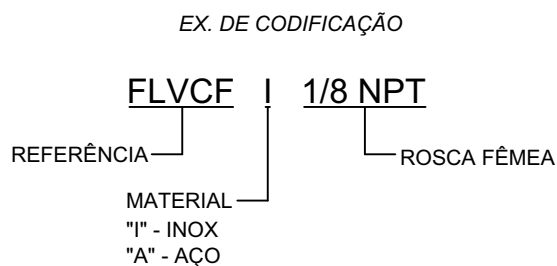 EX. DE CODIFICAÇÃO
FLVCF I 1/8 NPT
REFERÊNCIA
ROSCA FÊMEA
MATERIAL
"I" - INOX
"A" - AÇO